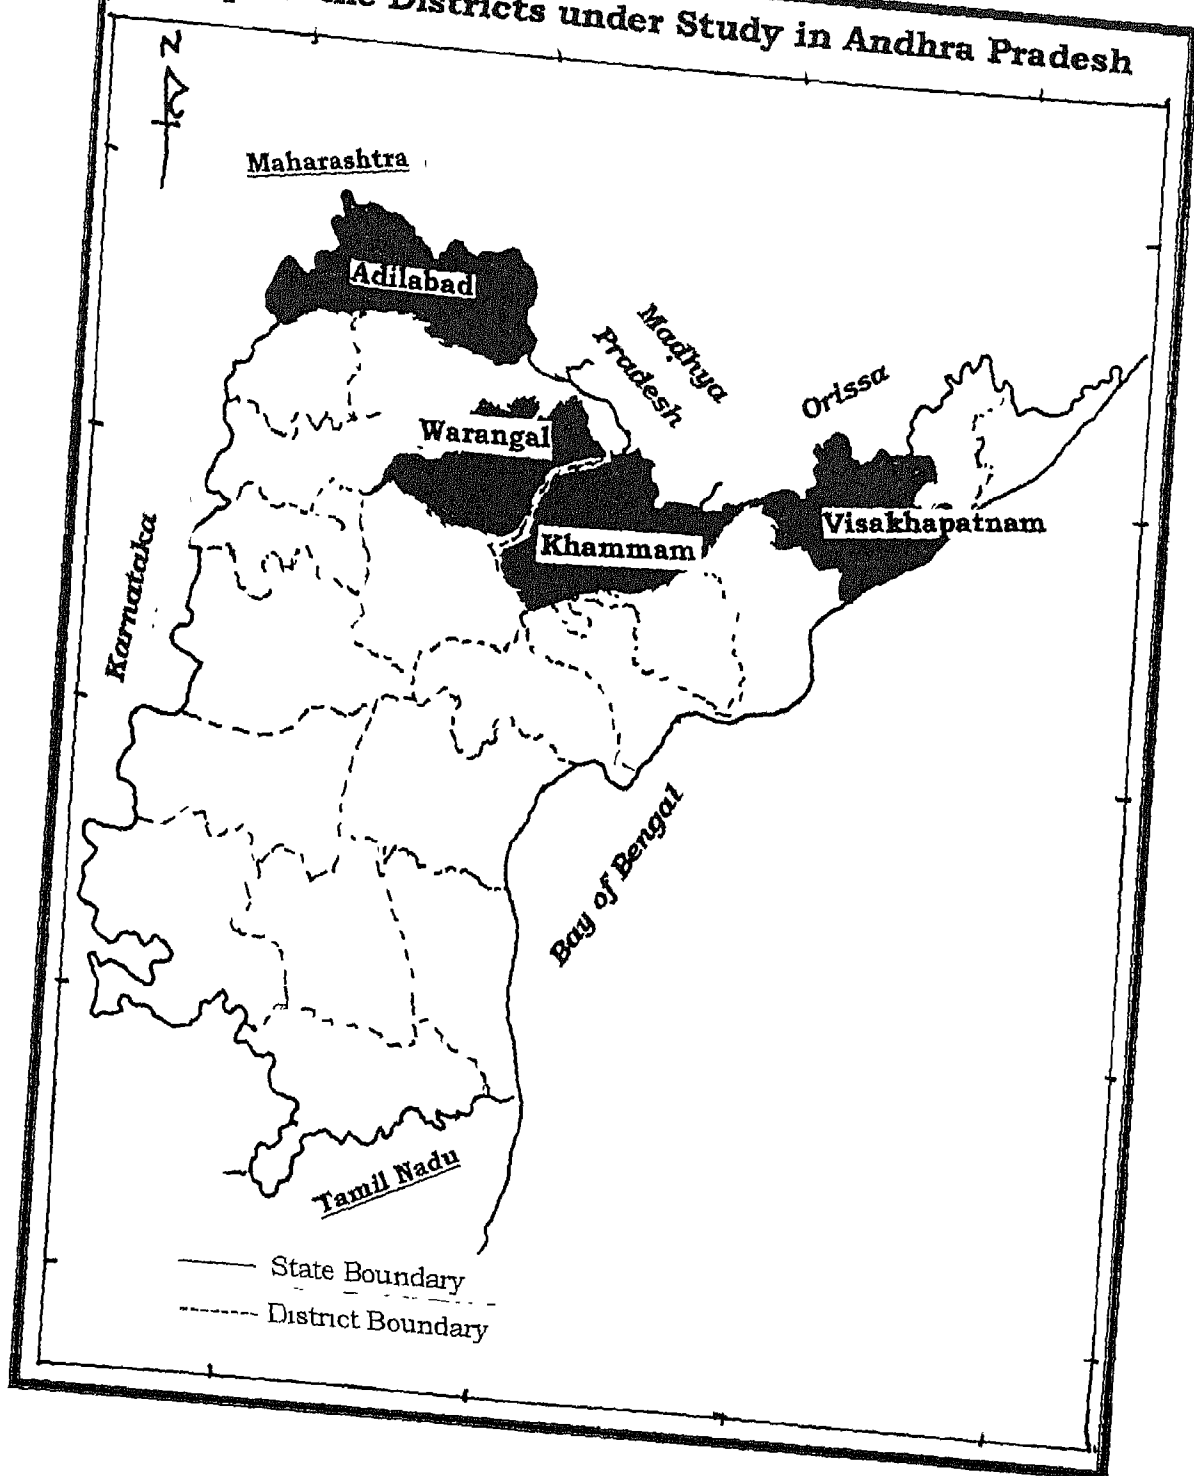 the Districts under Study in Andhra Pradesh
N
Maharashtra
Adilabad
Madhya
Pradesh
Orissa
Warangal
Visakhapatnam
Khammam
Karnataka
Bay of Bengal
Tamil Nadu
State Boundary
District Boundary